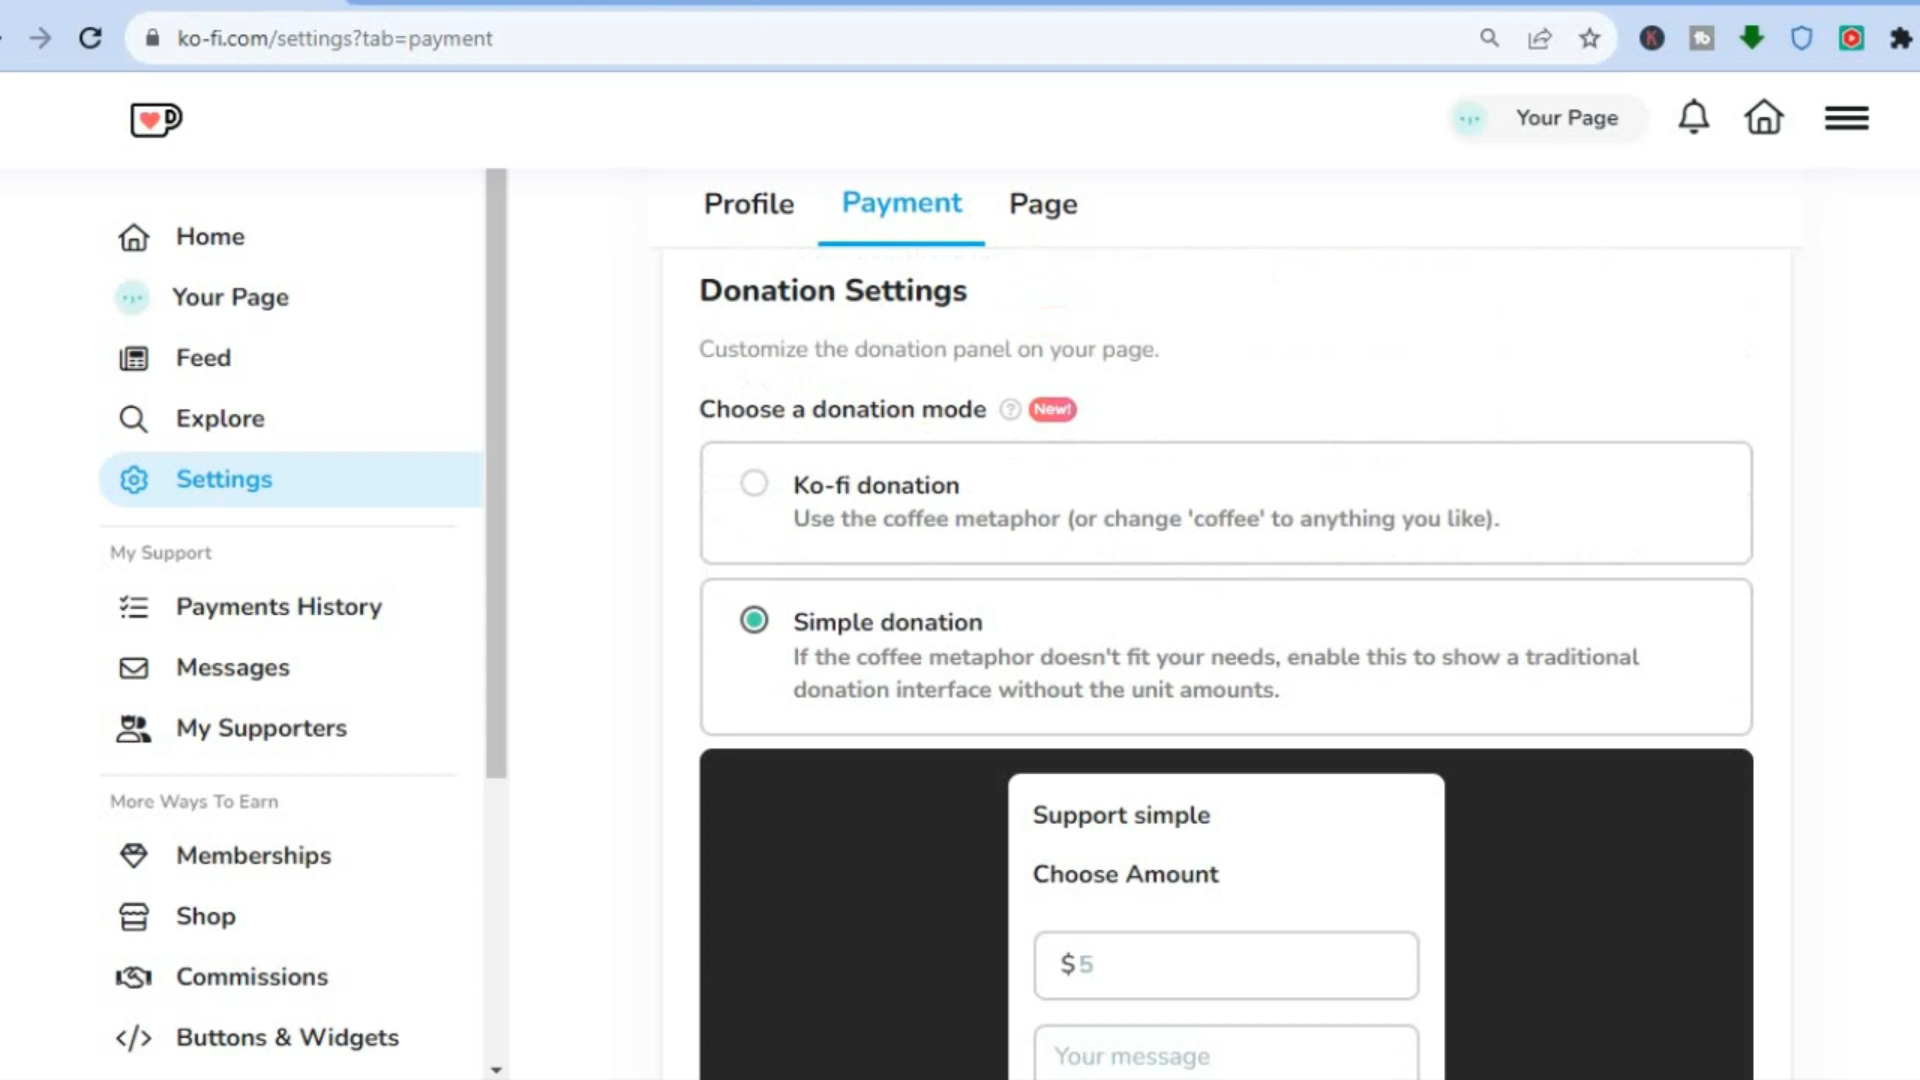 ko-fi.com/settings?tab=payment
Your Page
Home
Your Page
Feed
Explore
Settings
My Support
Payments History
Messages
My Supporters
More Ways To Earn
Memberships
Shop
Commissions
Buttons & Widgets
Profile
Payment
Page
Donation Settings
Customize the donation panel on your page.
Choose a donation mode ? New!
Ko-fi donation
Use the coffee metaphor (or change 'coffee' to anything you like).
Simple donation
If the coffee metaphor doesn't fit your needs, enable this to show a traditional
donation interface without the unit amounts.
Support simple
Choose Amount
$5
Your message